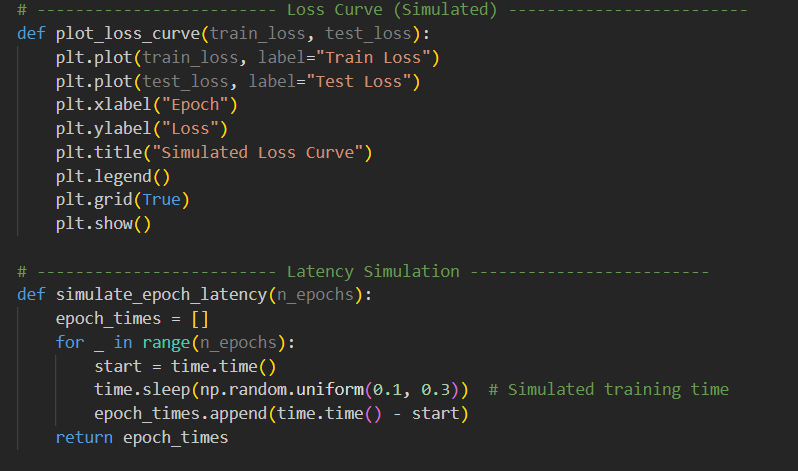 # ------------------------- Loss Curve (Simulated) -------------------------
def plot_loss_curve(train_loss, test_loss):
    plt.plot(train_loss, label="Train Loss")
    plt.plot(test_loss, label="Test Loss")
    plt.xlabel("Epoch")
    plt.ylabel("Loss")
    plt.title("Simulated Loss Curve")
    plt.legend()
    plt.grid(True)
    plt.show()

# ------------------------- Latency Simulation -------------------------
def simulate_epoch_latency(n_epochs):
    epoch_times = []
    for _ in range(n_epochs):
        start = time.time()
        time.sleep(np.random.uniform(0.1, 0.3))  # Simulated training time
        epoch_times.append(time.time() - start)
    return epoch_times